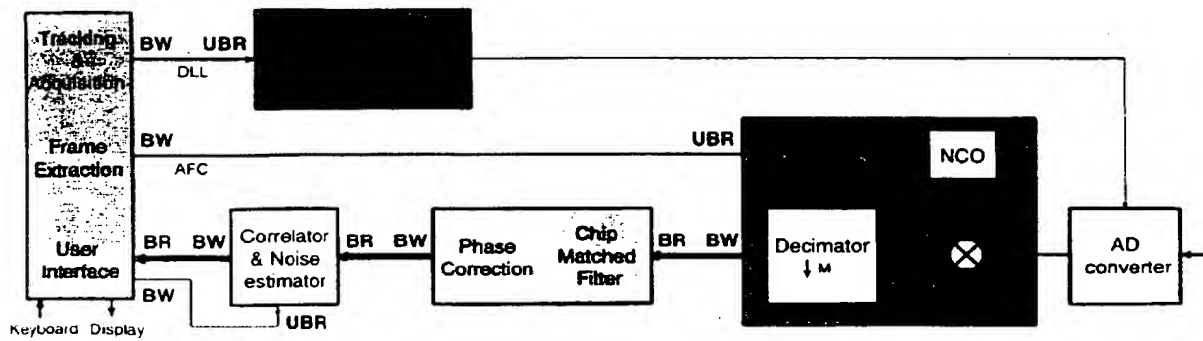 Tracking
&
Acquisition
BW UBR
DLL
Frame
Extraction
BW
AFC
UBR
NCO
User
Interface
BR BW
BW
Correlator
& Noise
estimator
UBR
BR BW
Phase
Correction
Chip
Matched
Filter
BR BW
Decimator
↓ M
AD
converter
Keyboard Display